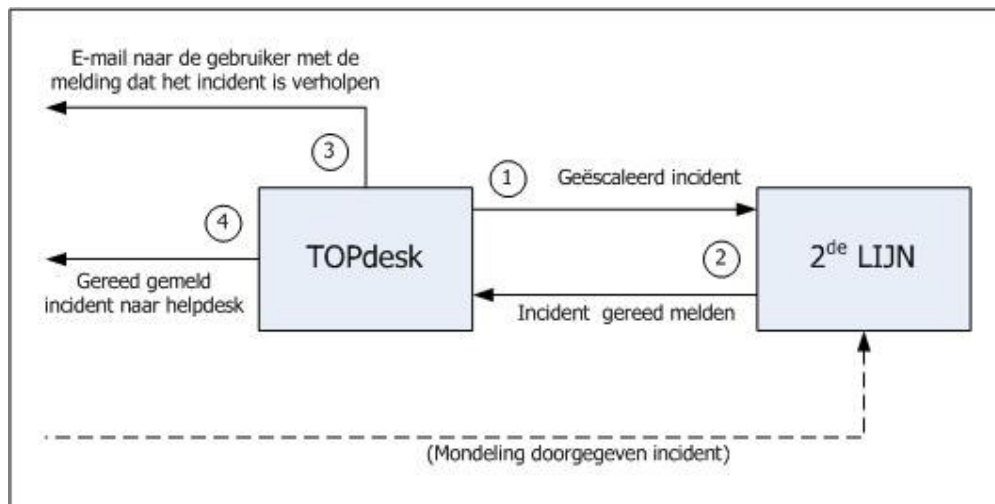 E-mail naar de gebruiker met de
melding dat het incident is verholpen
3
1
Geëscaleerd incident
4
TOPdesk
2
2de LIJN
Gereed gemeld
incident naar helpdesk
Incident gereed melden
(Mondeling doorgegeven incident)